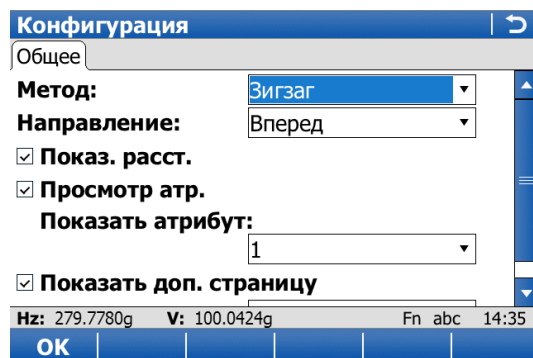 Конфигурация
Общее
Метод: Зигзаг
Направление: Вперед
Показ. расст.
Просмотр атр.
Показать атрибут:
1
Показать доп. страницу
Hz: 279.7780g V: 100.0424g Fn abc 14:35
OK